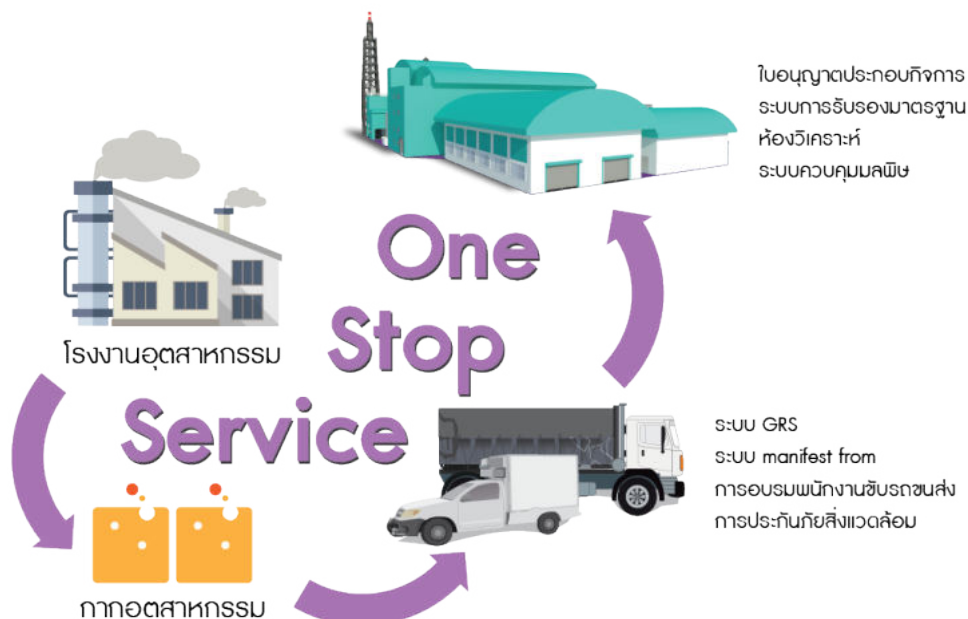 ใบอนุญาตประกอบกิจการ
ระบบการรับรองมาตรฐาน
ห้องวิเคราะห์
ระบบควบคุมมลพิษ
One
Stop
Service
โรงงานอุตสาหกรรม
ระบบ GRS
ระบบ manifest from
การอบรมพนักงานขับรถขนส่ง
การประกันภัยสิ่งแวดล้อม
กากอตสาหกรรม